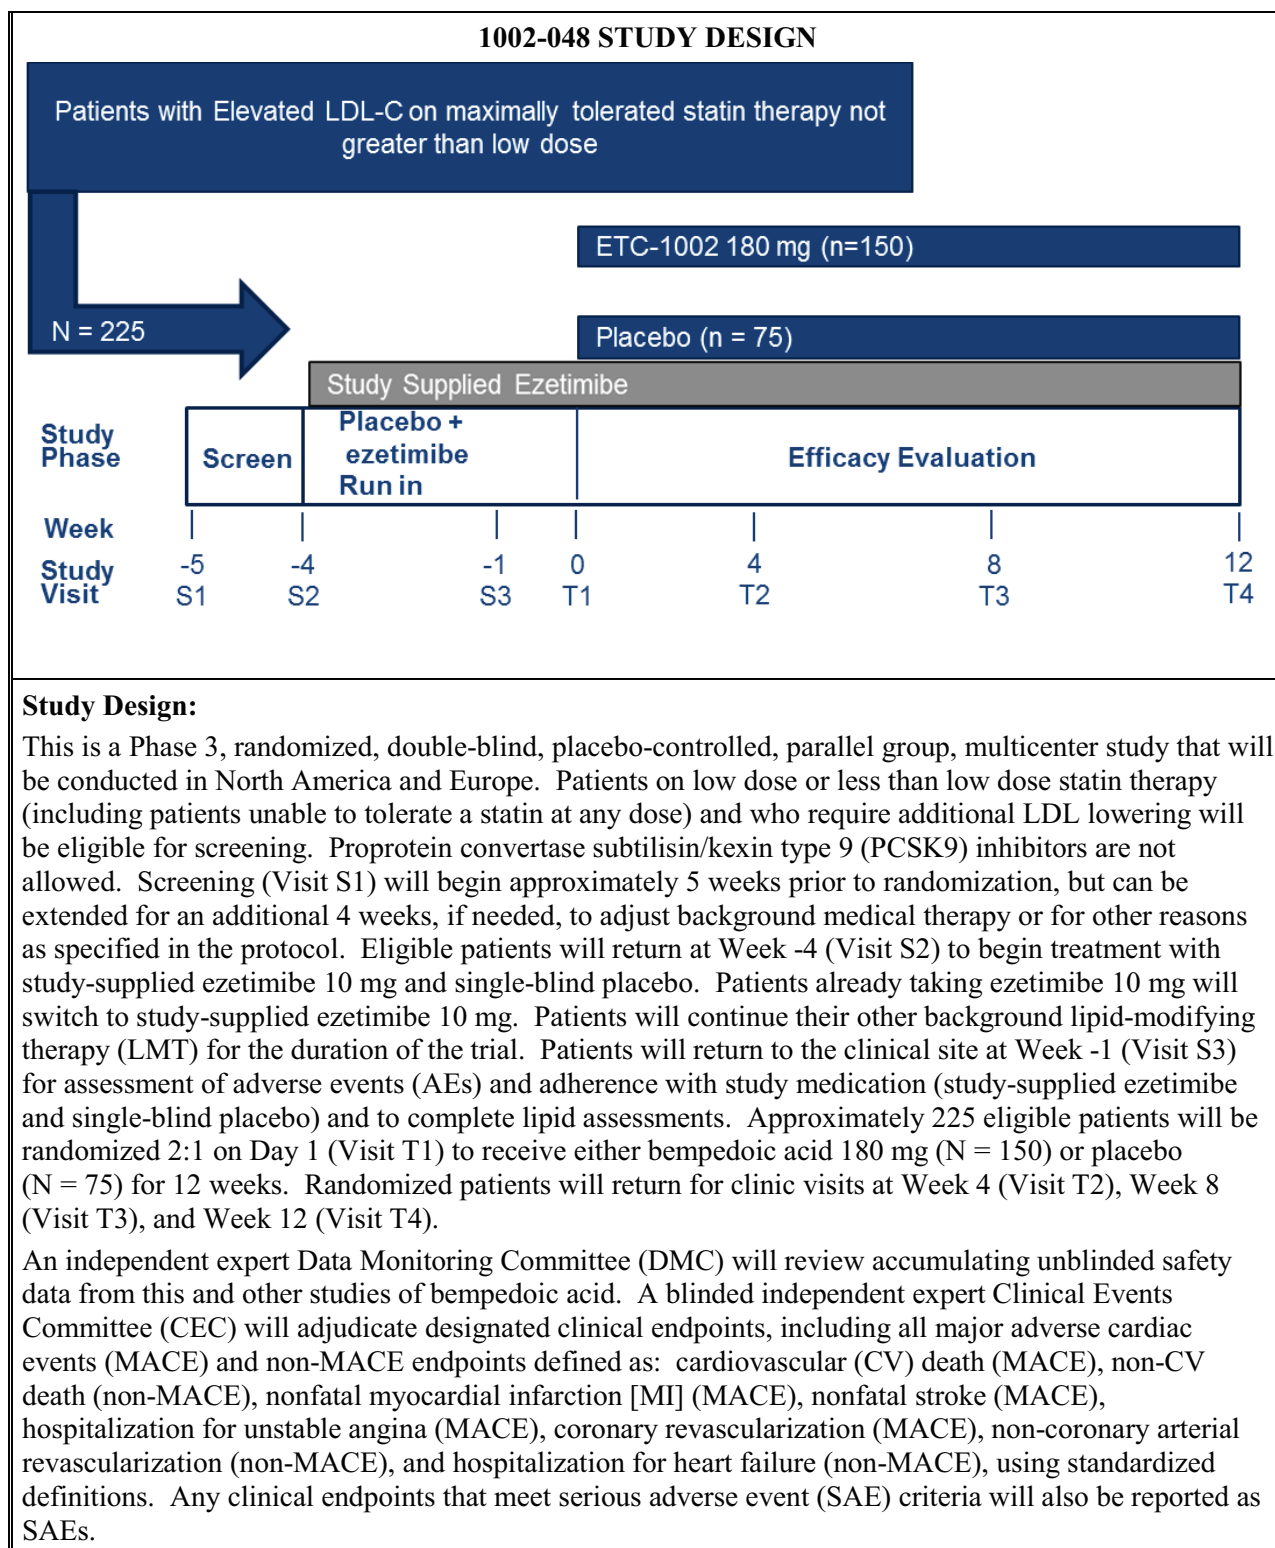 1002-048 STUDY DESIGN
Patients with Elevated LDL-C on maximally tolerated statin therapy not
greater than low dose
ETC-1002 180 mg (n=150)
N = 225
Placebo (n = 75)
Study Supplied Ezetimibe
Study
Phase
Screen
Placebo +
ezetimibe
Run in
Efficacy Evaluation
Week
-5 -4 -1 0 4 8 12
Study
Visit
S1 S2 S3 T1 T2 T3 T4
Study Design:
This is a Phase 3, randomized, double-blind, placebo-controlled, parallel group, multicenter study that will
be conducted in North America and Europe. Patients on low dose or less than low dose statin therapy
(including patients unable to tolerate a statin at any dose) and who require additional LDL lowering will
be eligible for screening. Proprotein convertase subtilisin/kexin type 9 (PCSK9) inhibitors are not
allowed. Screening (Visit S1) will begin approximately 5 weeks prior to randomization, but can be
extended for an additional 4 weeks, if needed, to adjust background medical therapy or for other reasons
as specified in the protocol. Eligible patients will return at Week -4 (Visit S2) to begin treatment with
study-supplied ezetimibe 10 mg and single-blind placebo. Patients already taking ezetimibe 10 mg will
switch to study-supplied ezetimibe 10 mg. Patients will continue their other background lipid-modifying
therapy (LMT) for the duration of the trial. Patients will return to the clinical site at Week -1 (Visit S3)
for assessment of adverse events (AEs) and adherence with study medication (study-supplied ezetimibe
and single-blind placebo) and to complete lipid assessments. Approximately 225 eligible patients will be
randomized 2:1 on Day 1 (Visit T1) to receive either bempedoic acid 180 mg (N = 150) or placebo
(N = 75) for 12 weeks. Randomized patients will return for clinic visits at Week 4 (Visit T2), Week 8
(Visit T3), and Week 12 (Visit T4).
An independent expert Data Monitoring Committee (DMC) will review accumulating unblinded safety
data from this and other studies of bempedoic acid. A blinded independent expert Clinical Events
Committee (CEC) will adjudicate designated clinical endpoints, including all major adverse cardiac
events (MACE) and non-MACE endpoints defined as: cardiovascular (CV) death (MACE), non-CV
death (non-MACE), nonfatal myocardial infarction [MI] (MACE), nonfatal stroke (MACE),
hospitalization for unstable angina (MACE), coronary revascularization (MACE), non-coronary arterial
revascularization (non-MACE), and hospitalization for heart failure (non-MACE), using standardized
definitions. Any clinical endpoints that meet serious adverse event (SAE) criteria will also be reported as
SAEs.